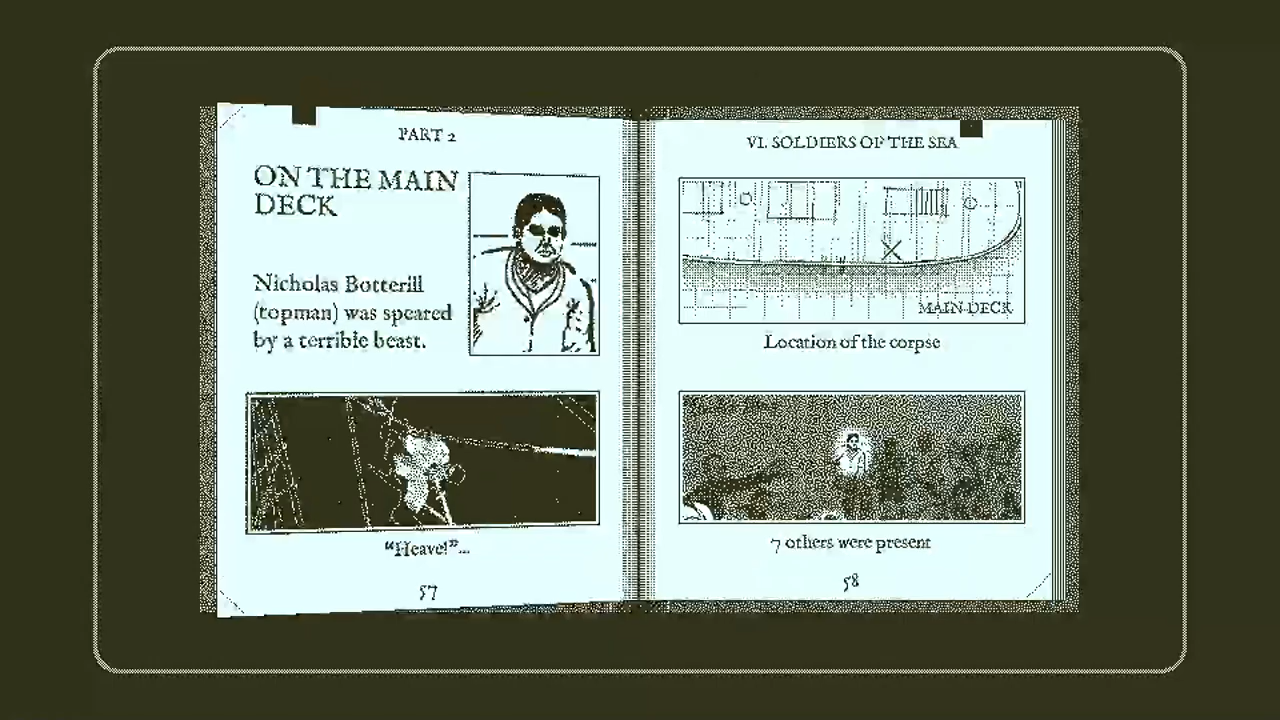 PART 2
ON THE MAIN
DECK
Nicholas Botterill
(topman) was speared
by a terrible beast.
"Heave!"...
57
VI. SOLDIERS OF THE SEA
MAIN DECK
Location of the corpse
7 others were present
58